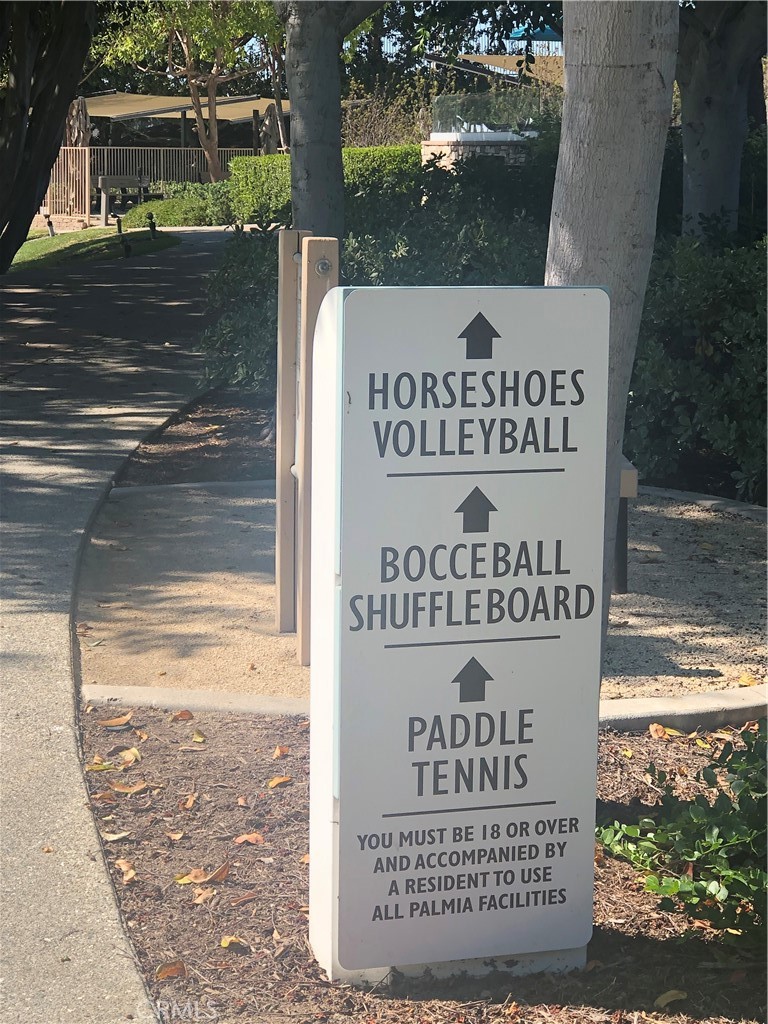 HORSESHOES
VOLLEYBALL
BOCCEBALL
SHUFFLEBOARD
PADDLE
TENNIS
YOU MUST BE 18 OR OVER
AND ACCOMPANIED BY
A RESIDENT TO USE
ALL PALMIA FACILITIES
CRMLS